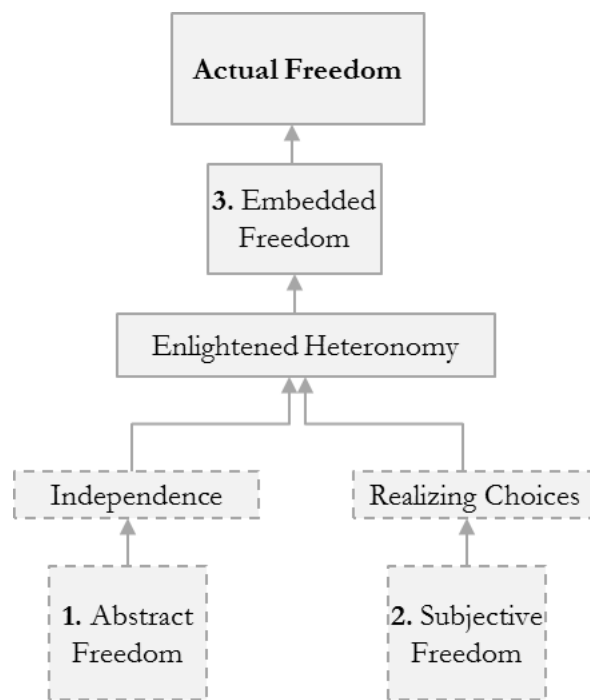 Actual Freedom
3. Embedded
Freedom
Enlightened Heteronomy
Independence
Realizing Choices
1. Abstract
Freedom
2. Subjective
Freedom